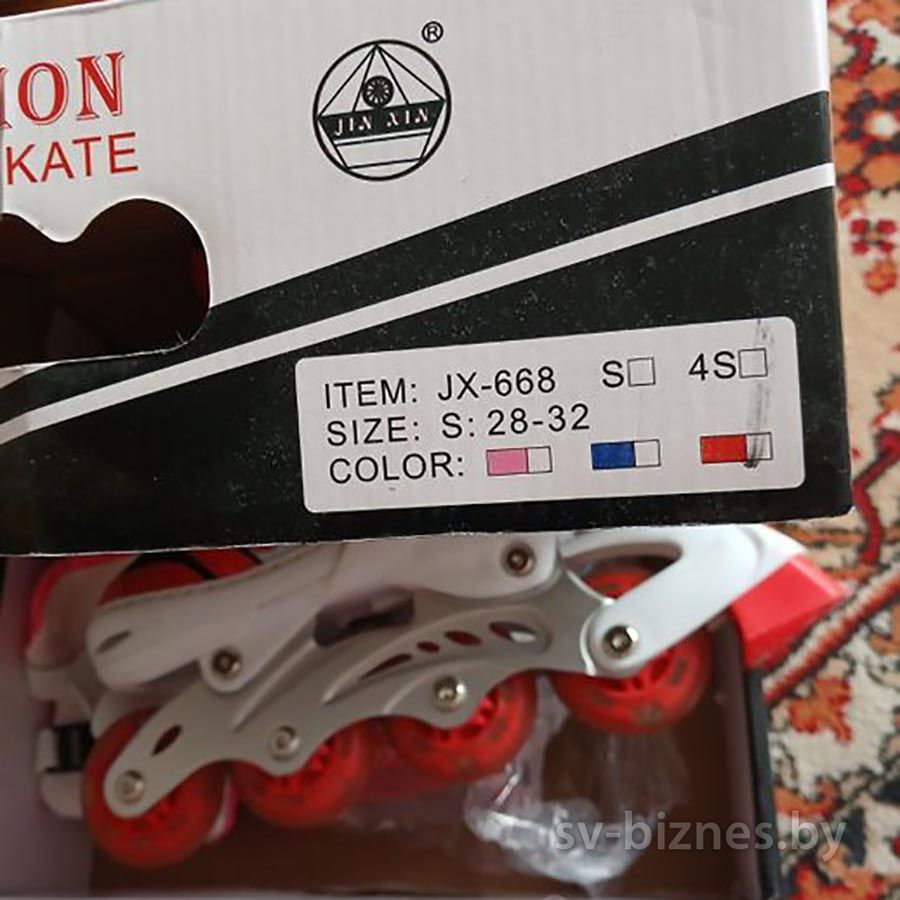 ION
KATE
®
JIN XIN
ITEM: JX-668 S 4S
SIZE: S: 28-32
COLOR:
sv-biznes.by